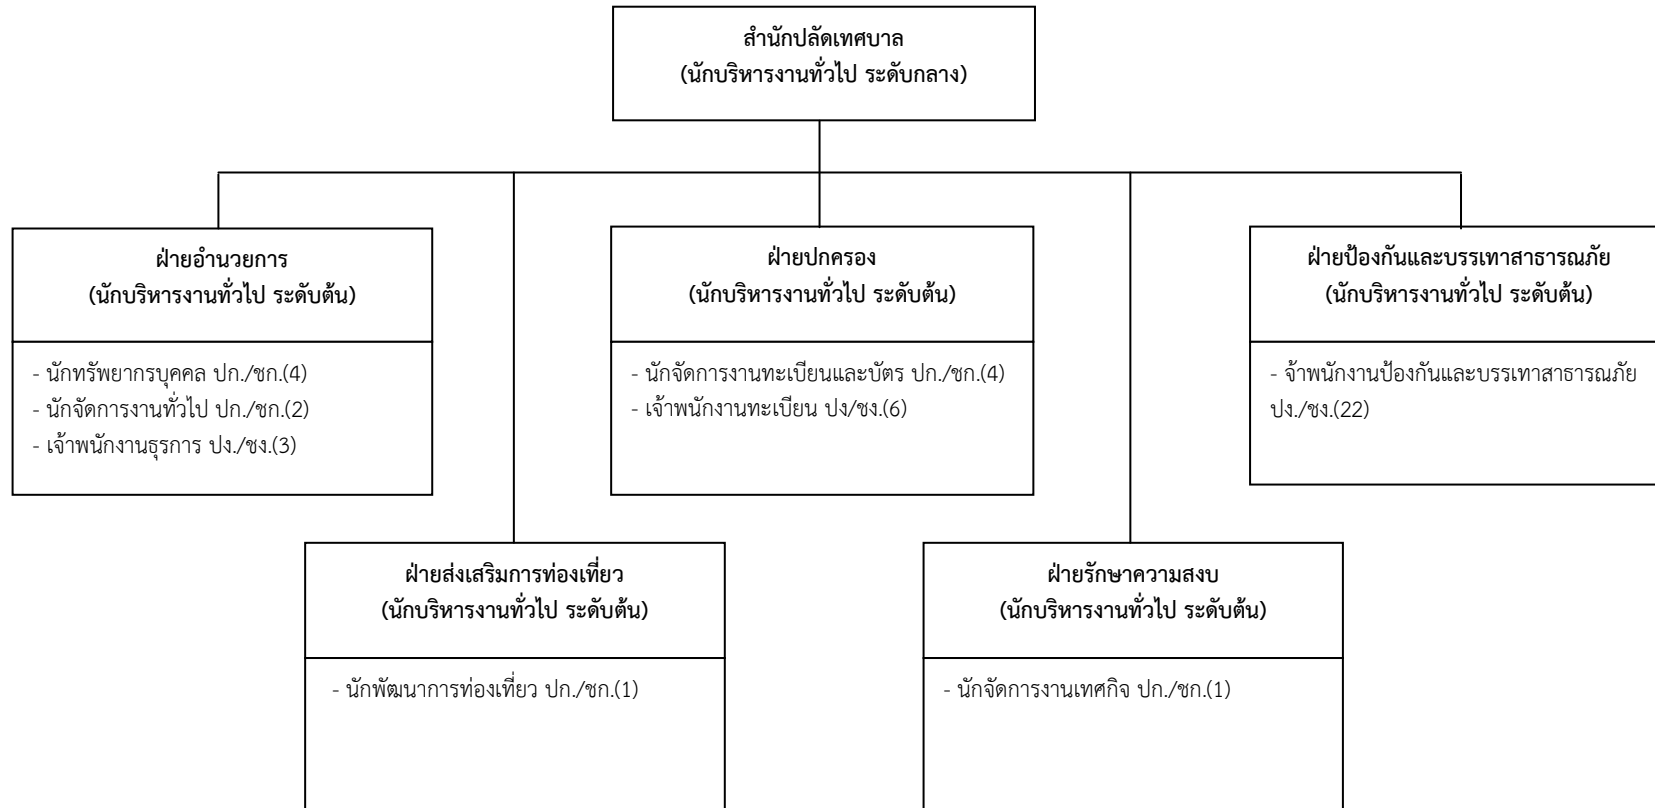 สำนักปลัดเทศบาล
(นักบริหารงานทั่วไป ระดับกลาง)
ฝ่ายอำนวยการ
(นักบริหารงานทั่วไป ระดับต้น)
- นักทรัพยากรบุคคล ปก./ชก.(4)
- นักจัดการงานทั่วไป ปก./ชก.(2)
- เจ้าพนักงานธุรการ ปง./ชง.(3)
ฝ่ายปกครอง
(นักบริหารงานทั่วไป ระดับต้น)
- นักจัดการงานทะเบียนและบัตร ปก./ชก.(4)
- เจ้าพนักงานทะเบียน ปง/ชง.(6)
ฝ่ายป้องกันและบรรเทาสาธารณภัย
(นักบริหารงานทั่วไป ระดับต้น)
- จ้าพนักงานป้องกันและบรรเทาสาธารณภัย
ปง./ชง.(22)
ฝ่ายส่งเสริมการท่องเที่ยว
(นักบริหารงานทั่วไป ระดับต้น)
- นักพัฒนาการท่องเที่ยว ปก./ชก.(1)
ฝ่ายรักษาความสงบ
(นักบริหารงานทั่วไป ระดับต้น)
- นักจัดการงานเทศกิจ ปก./ชก.(1)